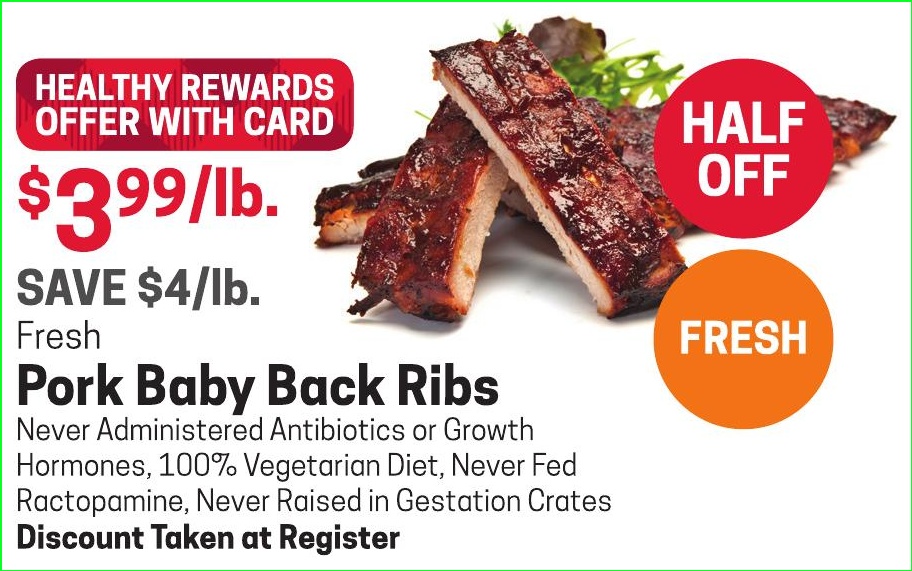 HEALTHY REWARDS
OFFER WITH CARD
$3.99/lb.
SAVE $4/lb.
Fresh
Pork Baby Back Ribs
Never Administered Antibiotics or Growth
Hormones, 100% Vegetarian Diet, Never Fed
Ractopamine, Never Raised in Gestation Crates
Discount Taken at Register
HALF
OFF
FRESH